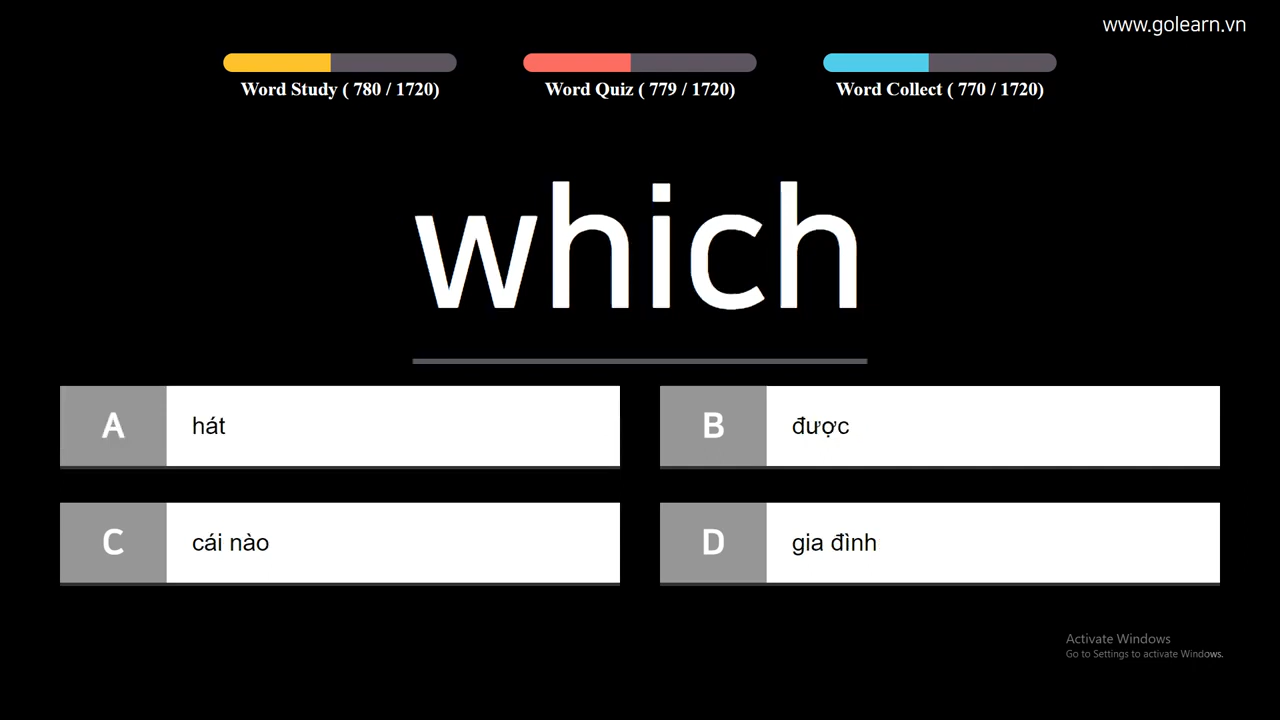 www.golearn.vn
Word Study ( 780 / 1720)
Word Quiz ( 779 / 1720)
Word Collect ( 770 / 1720)
which
A hát
B được
C cái nào
D gia đình
Activate Windows
Go to Settings to activate Windows.